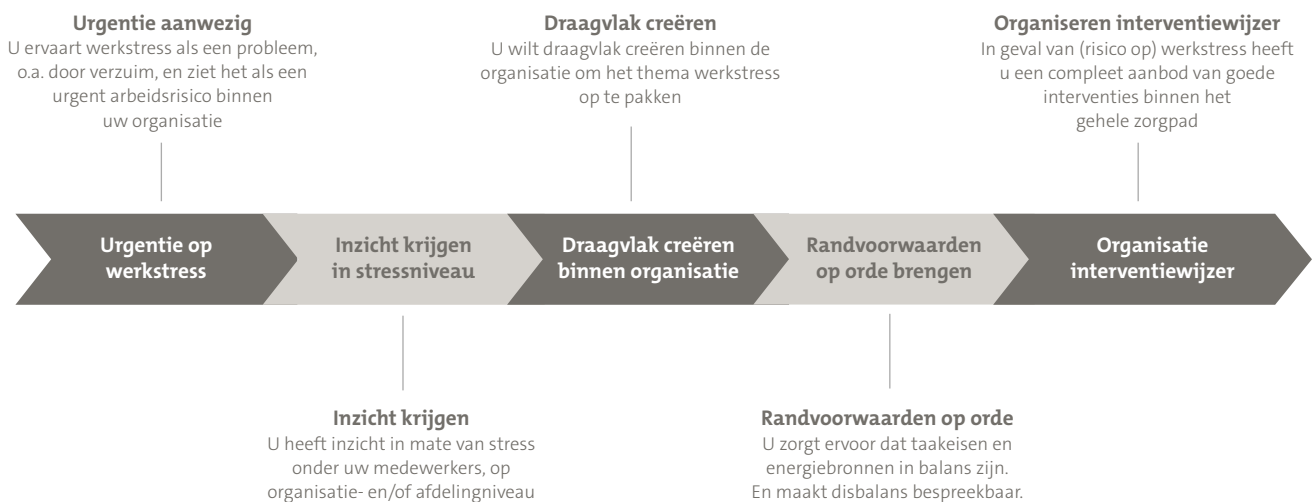 Urgentie aanwezig
U ervaart werkstress als een probleem,
o.a. door verzuim, en ziet het als een
urgent arbeidsrisico binnen
uw organisatie
Draagvlak creëren
U wilt draagvlak creëren binnen de
organisatie om het thema werkstress
op te pakken
Organiseren interventiewijzer
In geval van (risico op) werkstress heeft
u een compleet aanbod van goede
interventies binnen het
gehele zorgpad
Urgentie op
werkstress
Inzicht krijgen
in stressniveau
Draagvlak creëren
binnen organisatie
Randvoorwaarden
op orde brengen
Organisatie
interventiewijzer
Inzicht krijgen
U heeft inzicht in mate van stress
onder uw medewerkers, op
organisatie- en/of afdelingniveau
Randvoorwaarden op orde
U zorgt ervoor dat taakeisen en
energiebronnen in balans zijn.
En maakt disbalans bespreekbaar.